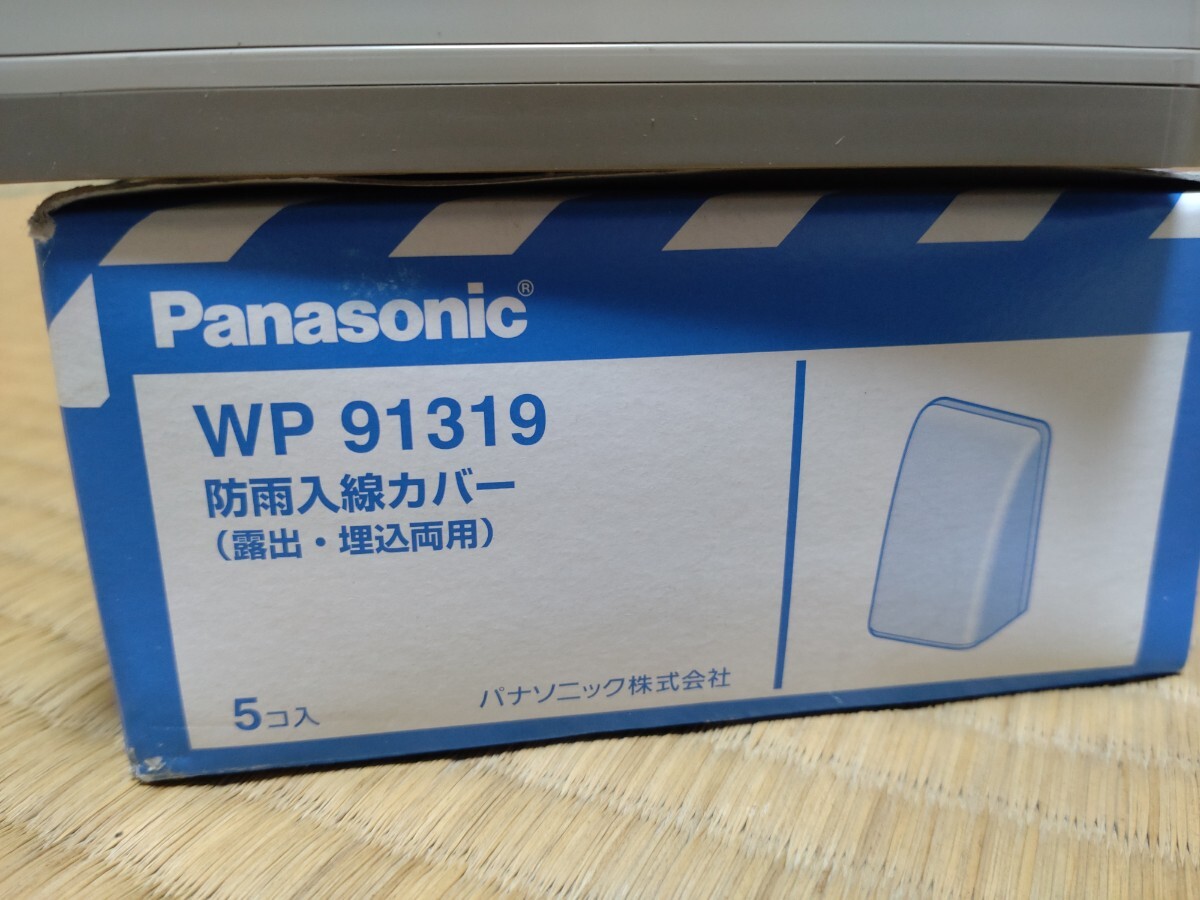 Panasonic®
WP 91319
防雨入線カバー
（露出・埋込両用）
5コ入
パナソニック株式会社